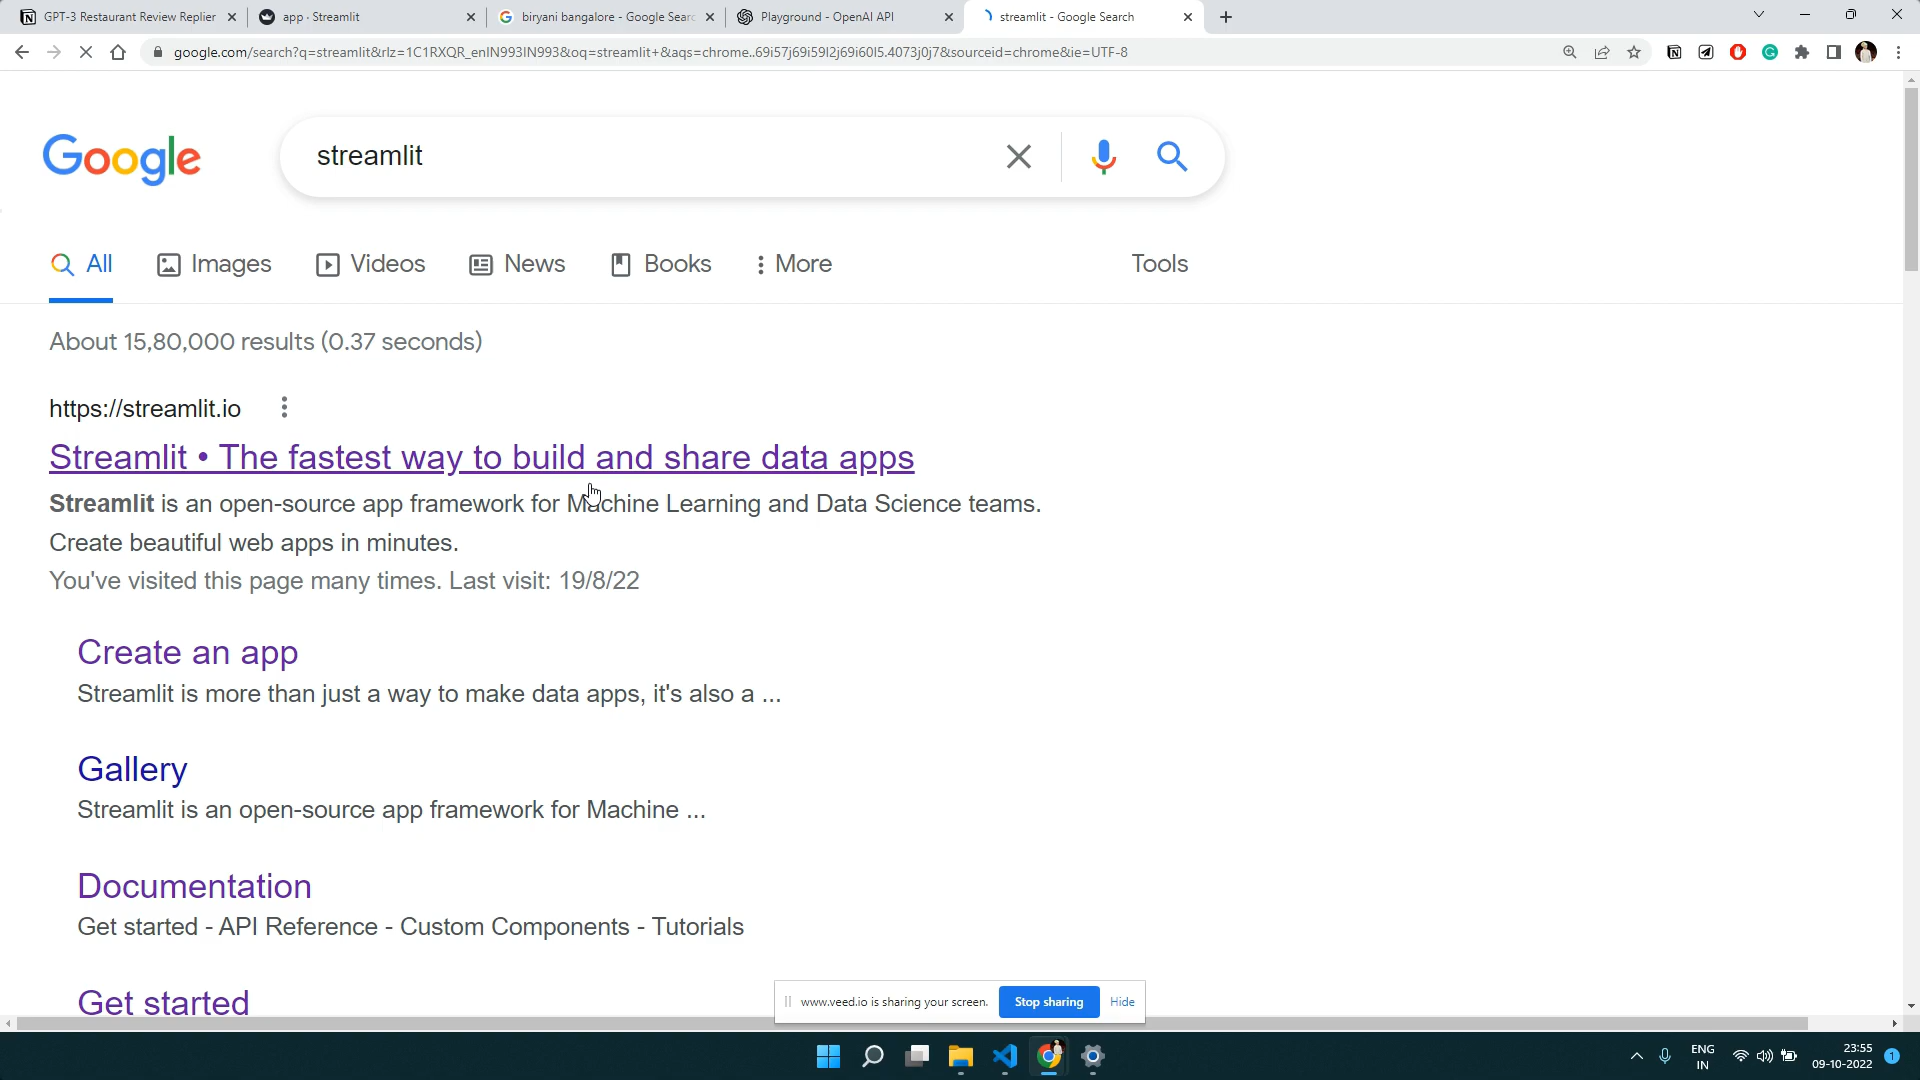 GPT-3 Restaurant Review Replier
app · Streamlit
biryani bangalore - Google Searc
Playground - OpenAI API
streamlit - Google Search
google.com/search?q=streamlit&rlz=1C1RXQR_enIN993IN993&oq=streamlit+&aqs=chrome..69i57j69i59l2j69i60l5.4073j0j7&sourceid=chrome&ie=UTF-8
Google
streamlit
All
Images
Videos
News
Books
More
Tools
About 15,80,000 results (0.37 seconds)
https://streamlit.io
Streamlit • The fastest way to build and share data apps
Streamlit is an open-source app framework for Machine Learning and Data Science teams.
Create beautiful web apps in minutes.
You've visited this page many times. Last visit: 19/8/22
Create an app
Streamlit is more than just a way to make data apps, it's also a ...
Gallery
Streamlit is an open-source app framework for Machine ...
Documentation
Get started - API Reference - Custom Components - Tutorials
Get started
www.veed.io is sharing your screen.
Stop sharing
Hide
ENG
IN
23:55
09-10-2022
1